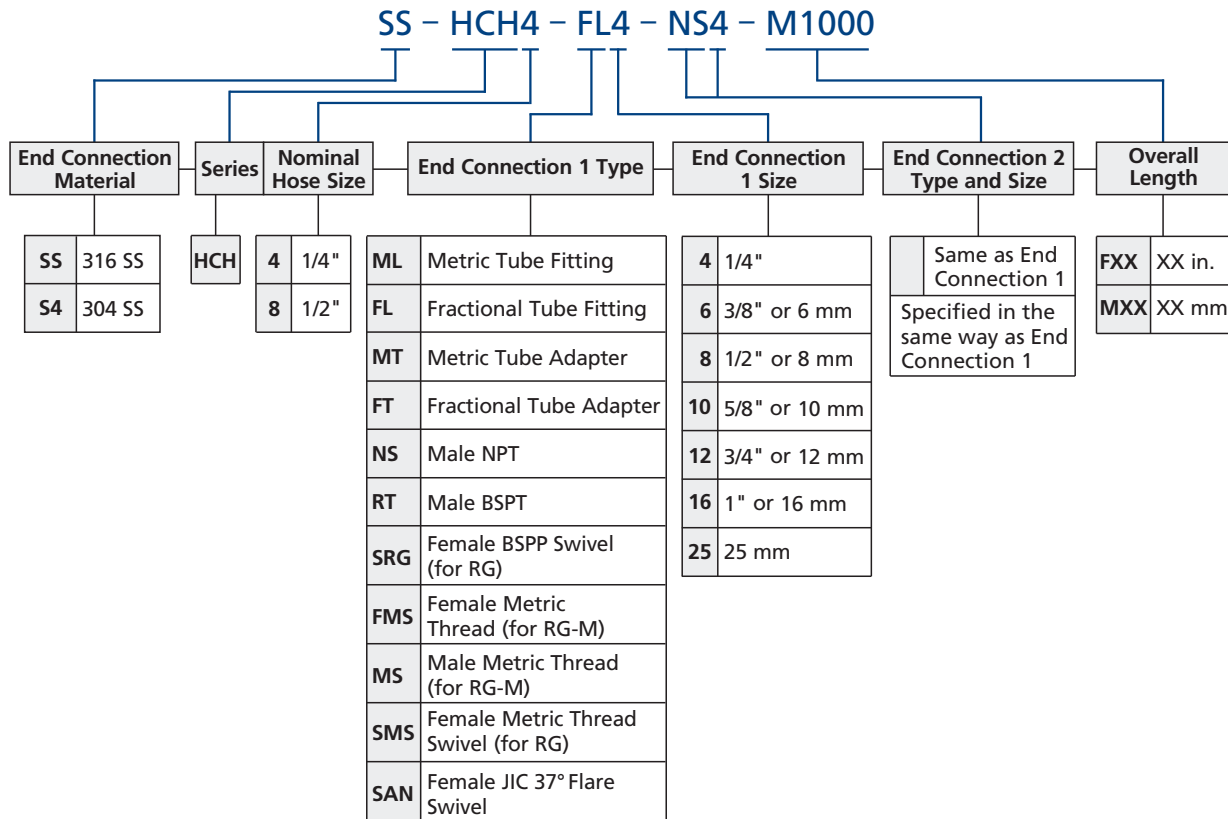 SS – HCH4 – FL4 – NS4 – M1000
End Connection
Material
Series
Nominal
Hose Size
End Connection 1 Type
End Connection
1 Size
End Connection 2
Type and Size
Overall
Length
SS 316 SS
S4 304 SS
HCH
4 1/4"
8 1/2"
ML Metric Tube Fitting
FL Fractional Tube Fitting
MT Metric Tube Adapter
FT Fractional Tube Adapter
NS Male NPT
RT Male BSPT
SRG Female BSPP Swivel
(for RG)
FMS Female Metric
Thread (for RG-M)
MS Male Metric Thread
(for RG-M)
SMS Female Metric Thread
Swivel (for RG)
SAN Female JIC 37° Flare
Swivel
4 1/4"
6 3/8" or 6 mm
8 1/2" or 8 mm
10 5/8" or 10 mm
12 3/4" or 12 mm
16 1" or 16 mm
25 25 mm
Same as End
Connection 1
Specified in the
same way as End
Connection 1
FXX XX in.
MXX XX mm